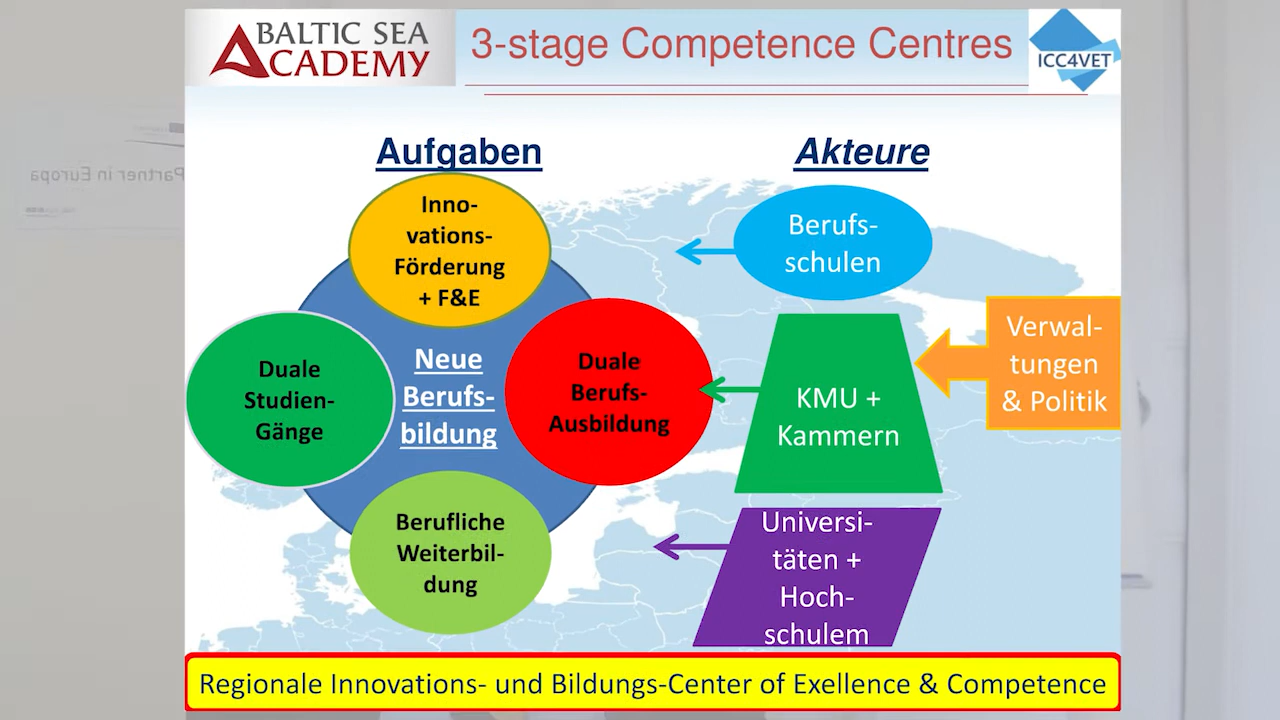 BALTIC SEA
ACADEMY
3-stage Competence Centres
ICC4VET
Aufgaben
Inno-
vations-
Förderung
+ F&E
Duale
Studien-
Gänge
Neue
Berufs-
bildung
Duale
Berufs-
Ausbildung
Berufliche
Weiterbil-
dung
Akteure
Berufs-
schulen
KMU +
Kammern
Universi-
täten +
Hoch-
schulem
Verwal-
tungen
& Politik
Partner in Europa
Regionale Innovations- und Bildungs-Center of Exellence & Competence